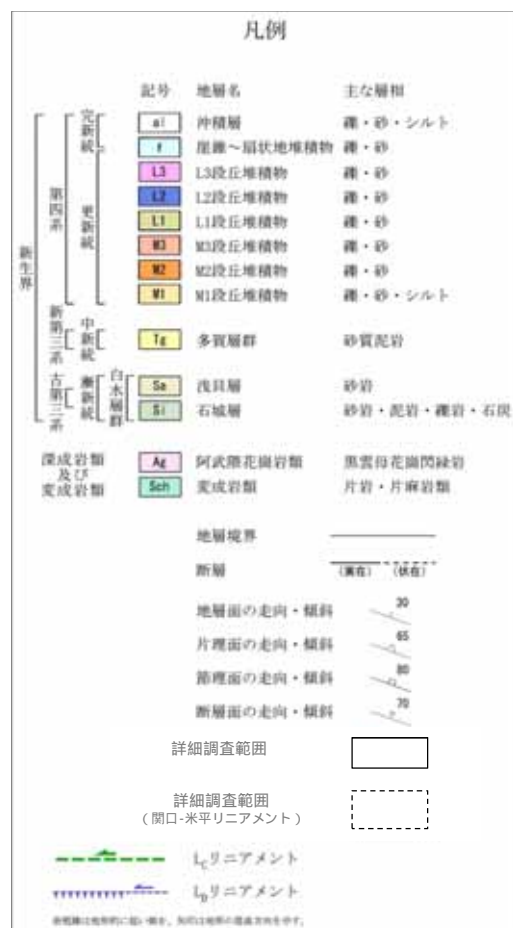 凡例
記号 地層名 主な層相
al 沖積層 礫・砂・シルト
f 崖錐～扇状地堆積物 礫・砂
L3 L3段丘堆積物 礫・砂
L2 L2段丘堆積物 礫・砂
L1 L1段丘堆積物 礫・砂
M3 M3段丘堆積物 礫・砂
M2 M2段丘堆積物 礫・砂
M1 M1段丘堆積物 礫・砂・シルト
Tg 多賀層群 砂質泥岩
Sa 浅貝層 砂岩
Si 石城層 砂岩・泥岩・礫岩・石炭
新生界
第四系
完新統
更新統
新第三系
中新統
古第三系
漸新統
白水層群
深成岩類
及び
変成岩類
Ag 阿武隈花崗岩類 黒雲母花崗閃緑岩
Sch 変成岩類 片岩・片麻岩類
地層境界
断層 (実在) (伏在)
地層面の走向・傾斜 30
片理面の走向・傾斜 65
節理面の走向・傾斜 80
断層面の走向・傾斜 70
詳細調査範囲
詳細調査範囲
(関口-米平リニアメント)
LCリニアメント
LDリニアメント